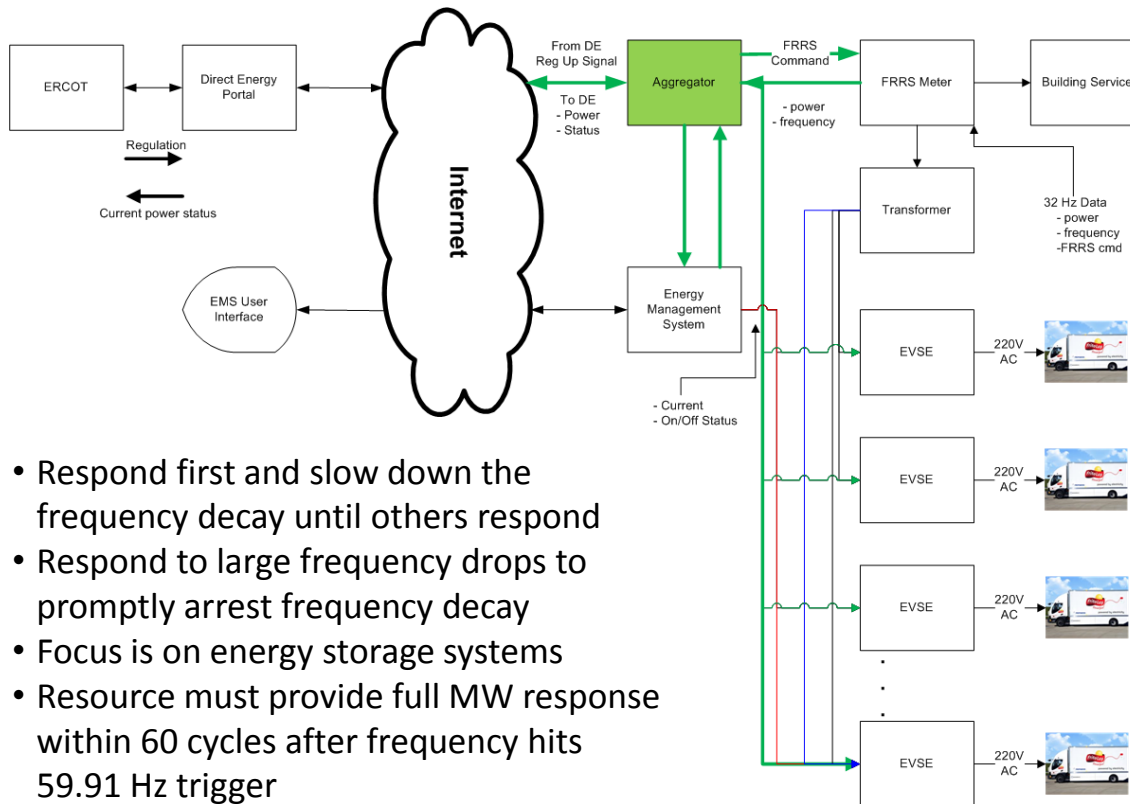 ERCOT
Direct Energy
Portal
Regulation
Current power status
EMS User
Interface
Internet
From DE
Reg Up Signal
To DE
- Power
- Status
Aggregator
FRRS
Command
- power
- frequency
FRRS Meter
Building Service
Transformer
32 Hz Data
- power
- frequency
-FRRS cmd
Energy
Management
System
- Current
- On/Off Status
EVSE
220V
AC
EVSE
220V
AC
EVSE
220V
AC
EVSE
220V
AC
• Respond first and slow down the
frequency decay until others respond
• Respond to large frequency drops to
promptly arrest frequency decay
• Focus is on energy storage systems
• Resource must provide full MW response
within 60 cycles after frequency hits
59.91 Hz trigger